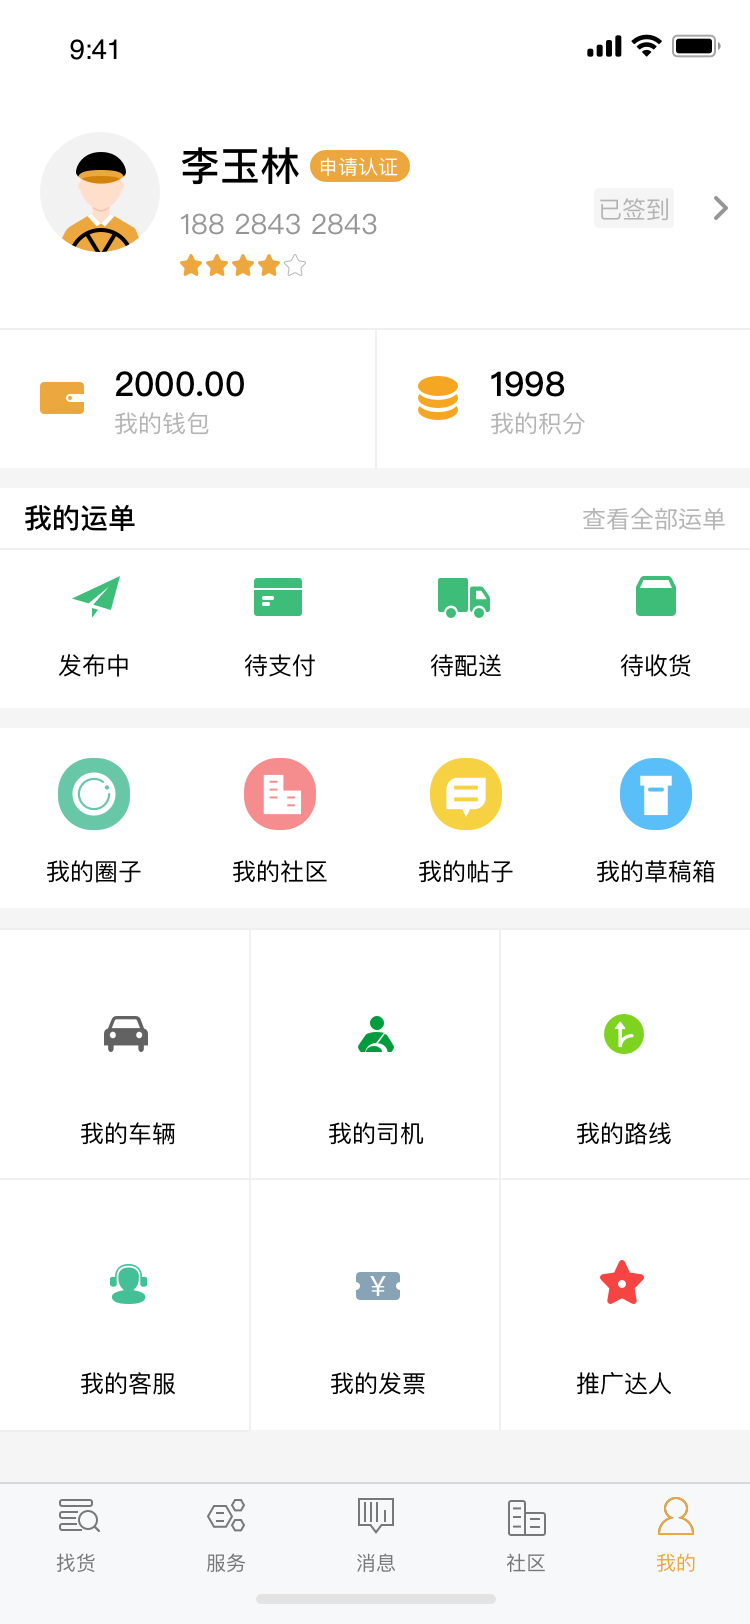 9:41
李玉林 申请认证
188 2843 2843
已签到
2000.00
我的钱包
1998
我的积分
我的运单
查看全部运单
发布中
待支付
待配送
待收货
我的圈子
我的社区
我的帖子
我的草稿箱
我的车辆
我的司机
我的路线
¥
我的客服
我的发票
推广达人
找货
服务
消息
社区
我的